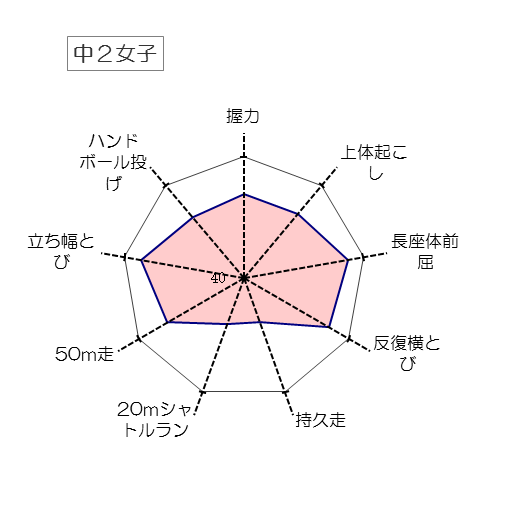 中２女子
握力
ハンド
ボール投
げ
上体起こ
し
立ち幅と
び
長座体前
屈
40
50m走
反復横と
び
20mシャ
トルラン
持久走